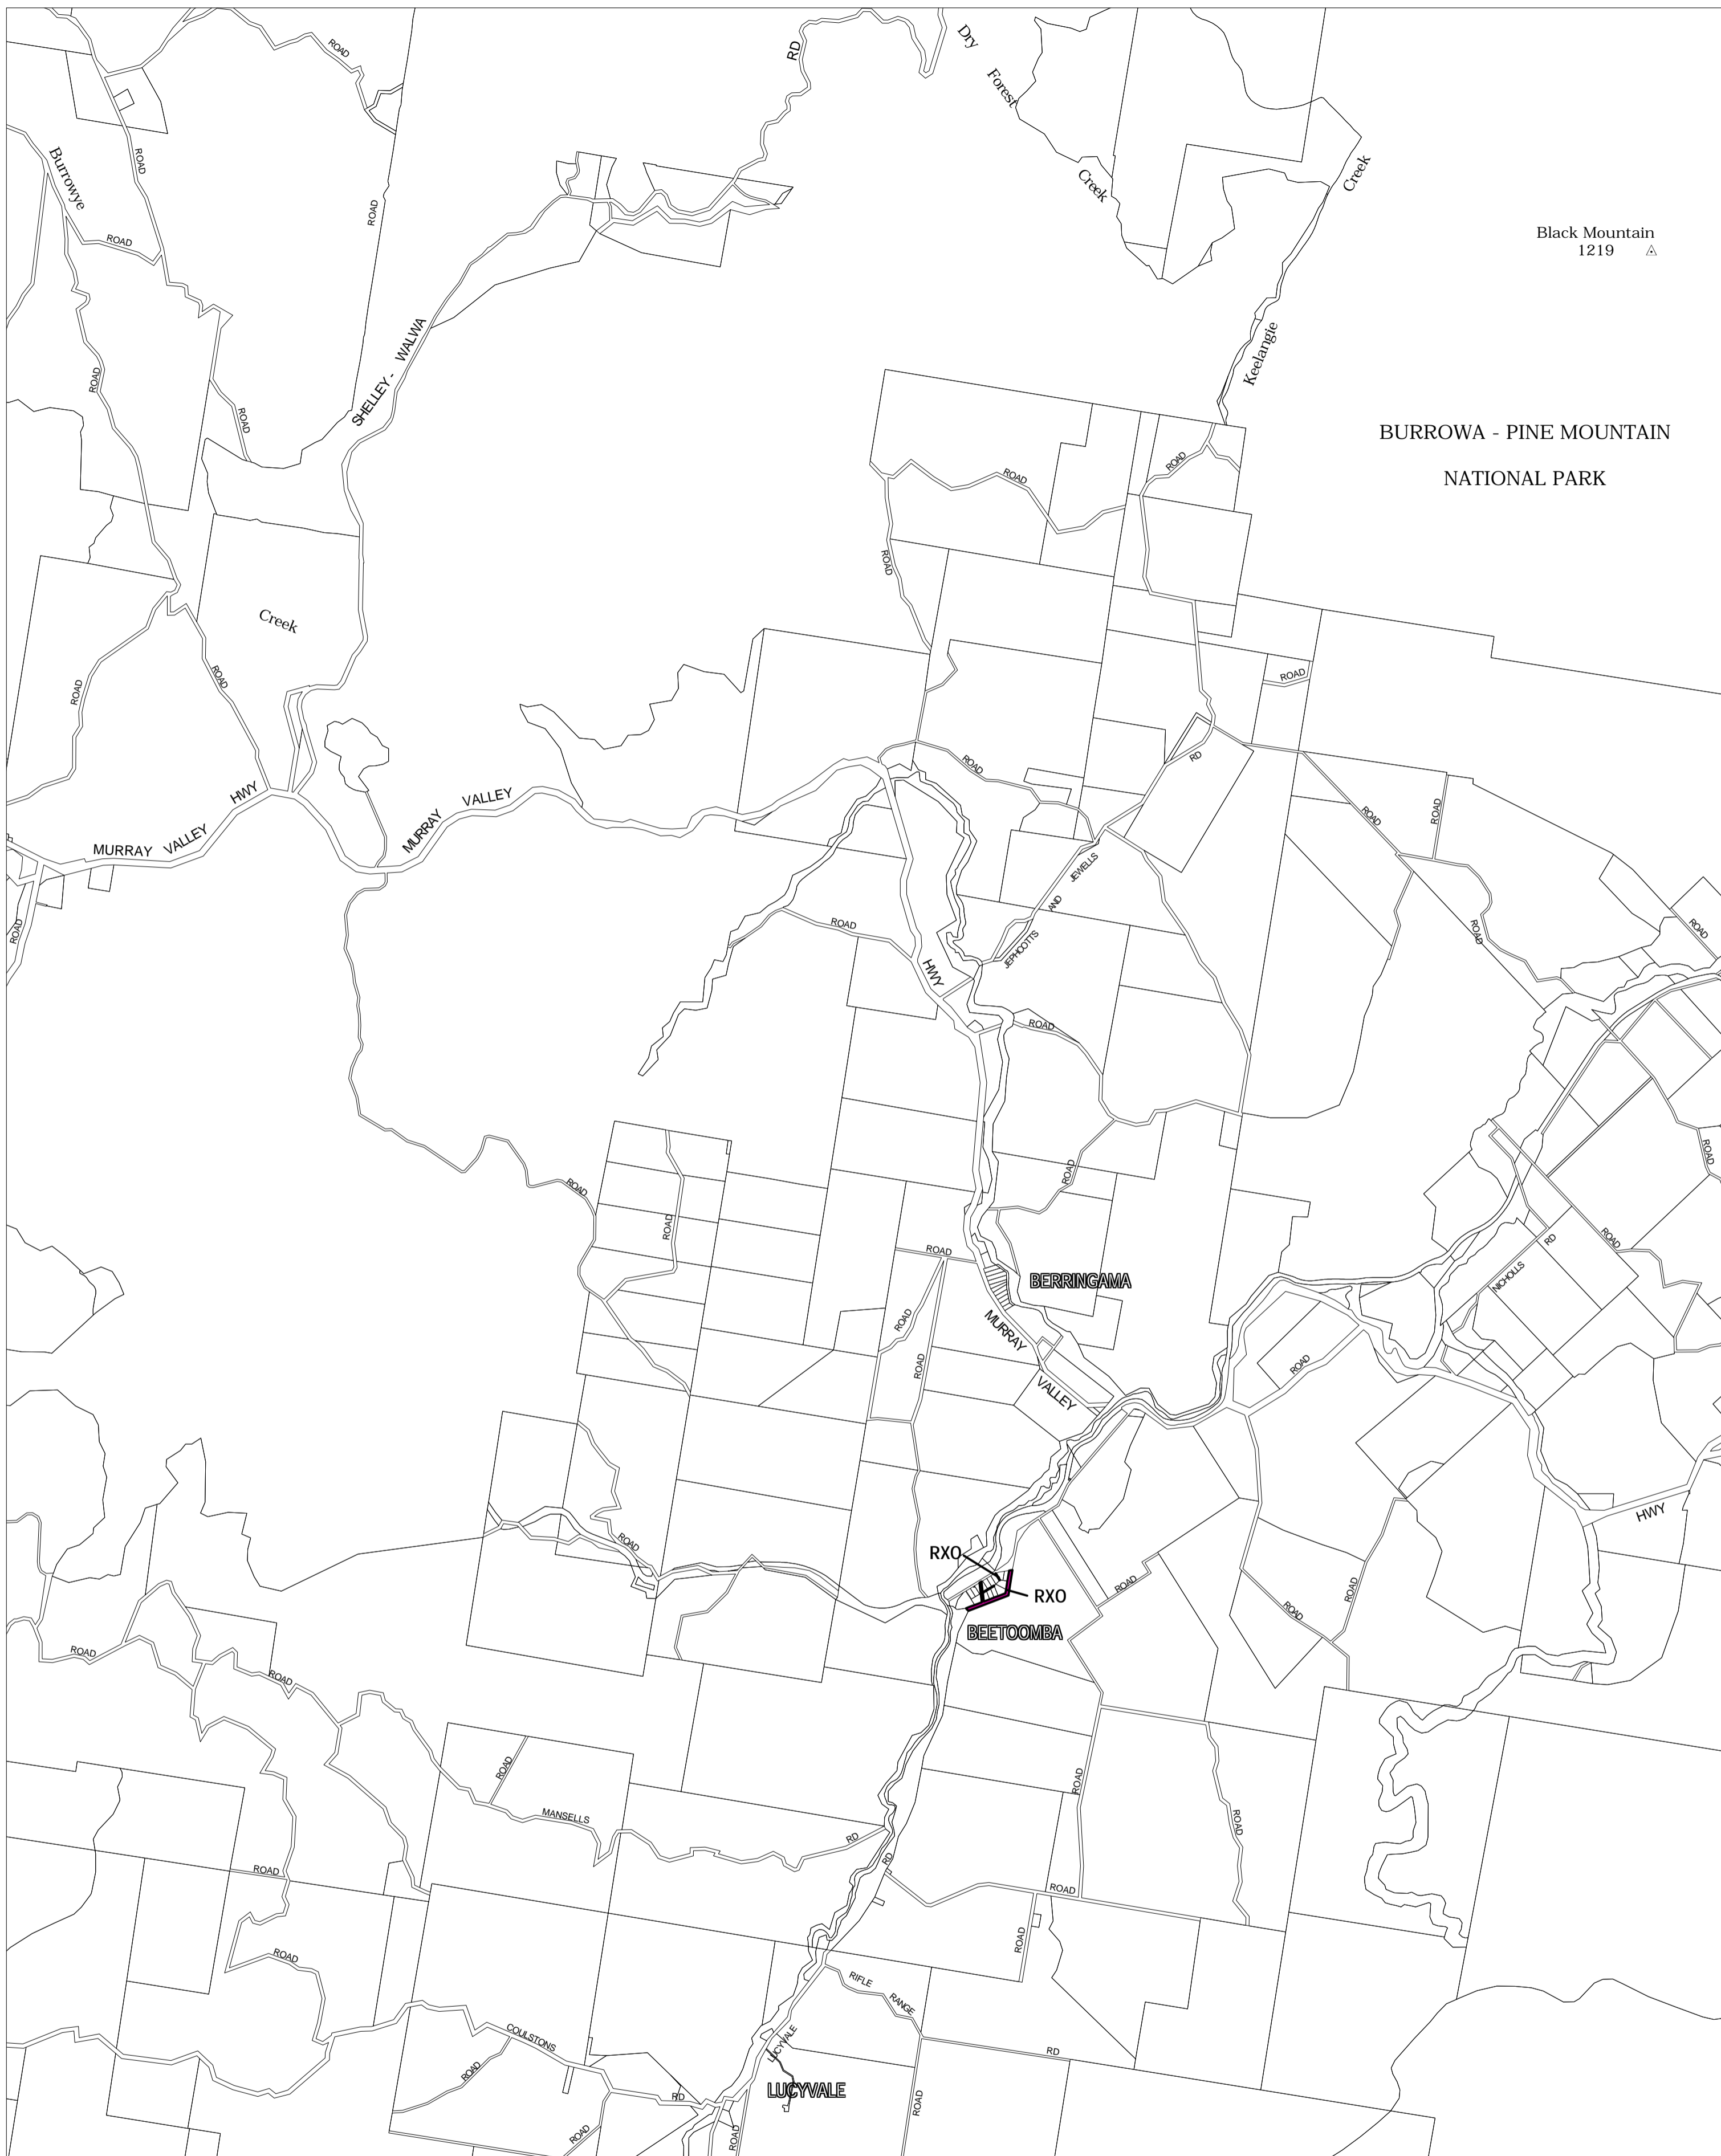 RD
Dry
Forest
Creek
Creek
ROAD
Burrowye
ROAD
ROAD
ROAD
Black Mountain
1219
SHELLEY - WALWA
Keelangie
ROAD
ROAD
BURROWA - PINE MOUNTAIN
NATIONAL PARK
ROAD
ROAD
ROAD
Creek
ROAD
ROAD
ROAD
RD
ROAD
HWY
MURRAY VALLEY
MURRAY VALLEY
ROAD
ROAD
JEPHCOTTS AND JEWELLS
ROAD
ROAD
HWY
ROAD
ROAD
ROAD
ROAD
ROAD
ROAD
ROAD
ROAD
ROAD
RD
NICHOLLS
BERRINGAMA
MURRAY
VALLEY
ROAD
ROAD
ROAD
HWY
ROAD
RXO
RXO
BEETOOMBA
ROAD
ROAD
ROAD
ROAD
ROAD
ROAD
MANSELLS
RD
ROAD
ROAD
RD
ROAD
ROAD
ROAD
ROAD
RIFLE
RANGE
RD
COULSTONS
RD
ROAD
LUCYVALE
LUCYVALE
ROAD
ROAD
ROAD